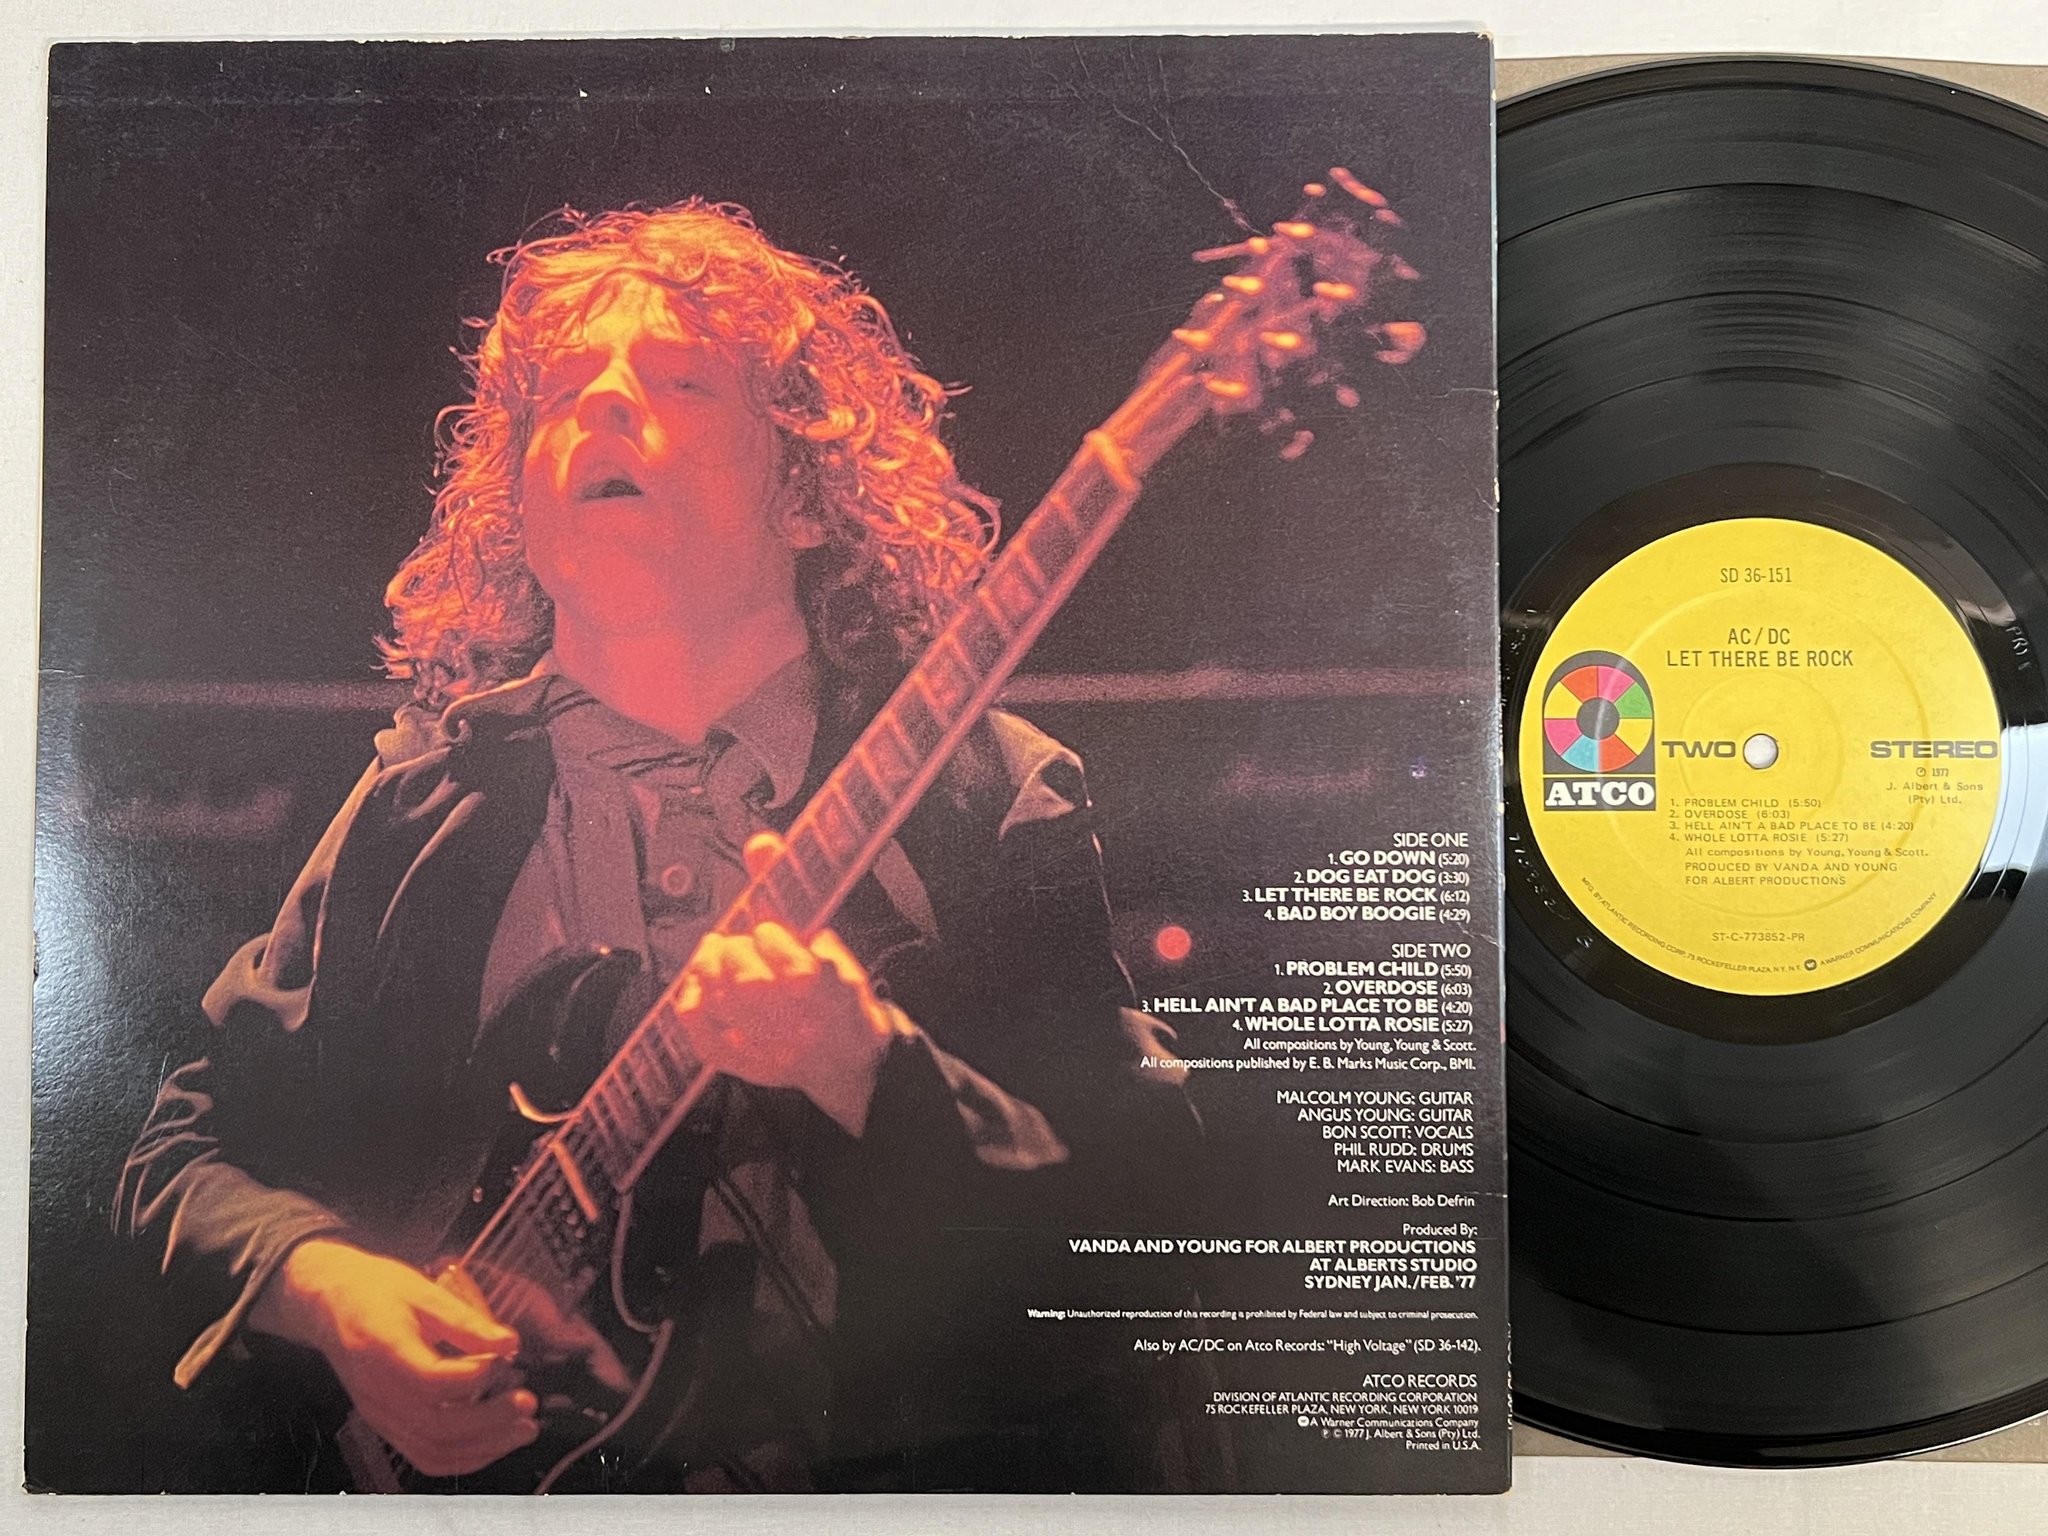 SIDE ONE
1. GO DOWN (5:20)
2. DOG EAT DOG (3:30)
3. LET THERE BE ROCK (6:12)
4. BAD BOY BOOGIE (4:29)
SIDE TWO
1. PROBLEM CHILD (5:50)
2. OVERDOSE (6:03)
3. HELL AIN'T A BAD PLACE TO BE (4:20)
4. WHOLE LOTTA ROSIE (5:27)
All compositions by Young, Young & Scott.
All compositions published by E. B. Marks Music Corp., BMI.
MALCOLM YOUNG: GUITAR
ANGUS YOUNG: GUITAR
BON SCOTT: VOCALS
PHIL RUDD: DRUMS
MARK EVANS: BASS
Art Direction: Bob Defrin
Produced By:
VANDA AND YOUNG FOR ALBERT PRODUCTIONS
AT ALBERTS STUDIO
SYDNEY JAN./FEB. '77
Warning: Unauthorized reproduction of this recording is prohibited by Federal law and subject to criminal prosecution.
Also by AC/DC on Atco Records: "High Voltage" (SD 36-142).
ATCO RECORDS
DIVISION OF ATLANTIC RECORDING CORPORATION
75 ROCKEFELLER PLAZA, NEW YORK, NEW YORK 10019
A Warner Communications Company
℗ © 1977 J. Albert & Sons (Pty) Ltd.
Printed in U.S.A.
SD 36-151
AC/DC
LET THERE BE ROCK
ATCO
TWO
STEREO
℗ 1977
J. Albert & Sons
(Pty) Ltd.
1. PROBLEM CHILD (5:50)
2. OVERDOSE (6:03)
3. HELL AIN'T A BAD PLACE TO BE (4:20)
4. WHOLE LOTTA ROSIE (5:27)
All compositions by Young, Young & Scott.
PRODUCED BY VANDA AND YOUNG
FOR ALBERT PRODUCTIONS
ST-C-773852-PR
MFG. BY ATLANTIC RECORDING CORP., 75 ROCKEFELLER PLAZA, N.Y., N.Y. A WARNER COMMUNICATIONS COMPANY